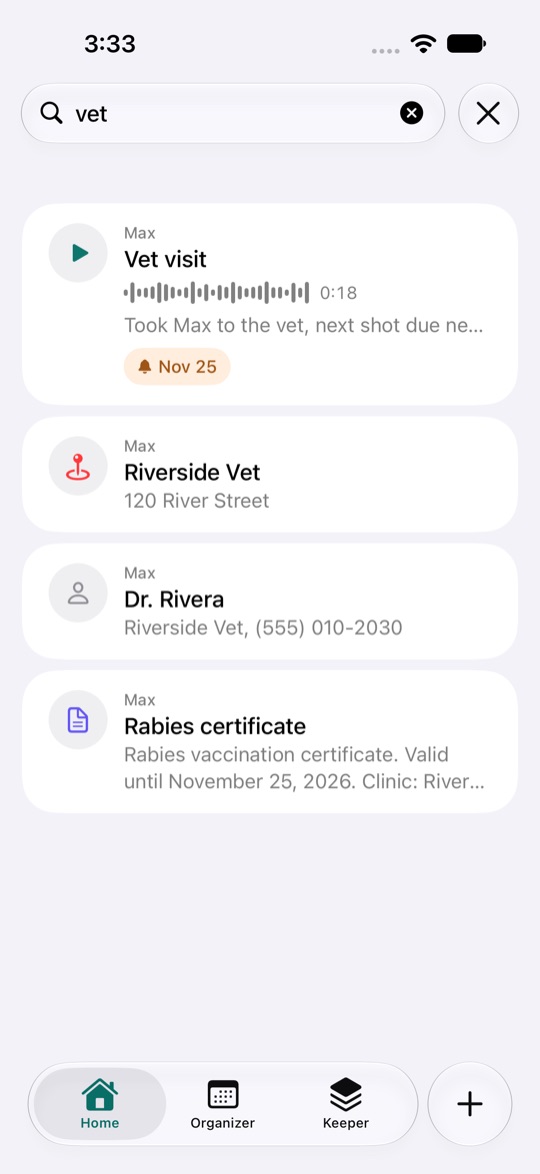 3:33
vet
Max
Vet visit
0:18
Took Max to the vet, next shot due ne...
Nov 25
Max
Riverside Vet
120 River Street
Max
Dr. Rivera
Riverside Vet, (555) 010-2030
Max
Rabies certificate
Rabies vaccination certificate. Valid
until November 25, 2026. Clinic: River...
Home
Organizer
Keeper